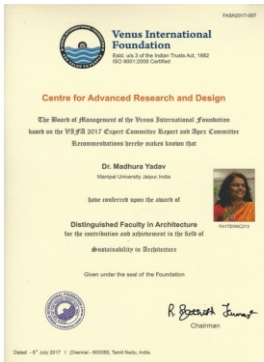 FASN2017-007
Venus International
Foundation
Estd. u/s 3 of the Indian Trusts Act, 1882
ISO 9001:2008 Certified
Centre for Advanced Research and Design
The Board of Management of the Venus International Foundation
based on the VIFA 2017 Expert Committee Report and Apex Committee
Recommendations hereby makes known that
Dr. Madhura Yadav
Manipal University Jaipur, India
have conferred upon the award of
Distinguished Faculty in Architecture
for the contribution and achievement in the field of
Sustainability in Architecture
Given under the seal of the Foundation
Chairman
Dated - 8th July 2017 I Chennai - 600088, Tamil Nadu, India.